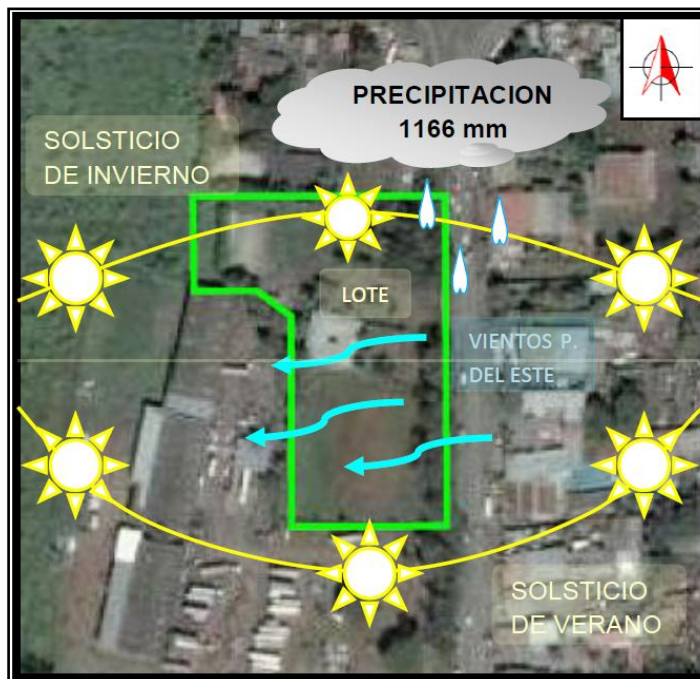 PRECIPITACION
1166 mm
SOLSTICIO
DE INVIERNO
LOTE
VIENTOS P.
DEL ESTE
SOLSTICIO
DE VERANO